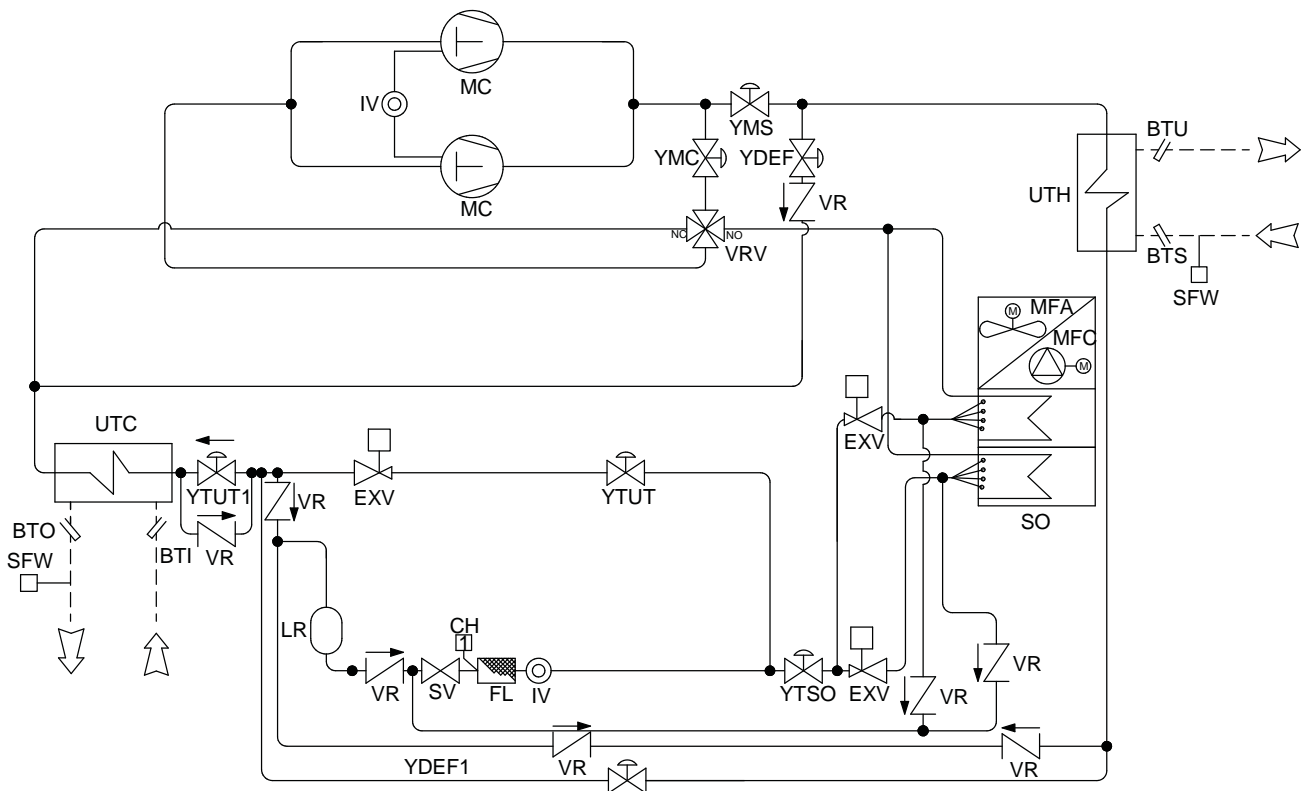 MC
IV
MC
YMS
YMC
YDEF
VR
NC
NO
VRV
BTU
UTH
BTS
SFW
M
MFA
MFC
M
SO
UTC
YTUT1
VR
BTO
BTI
SFW
VR
EXV
YTUT
EXV
LR
VR
CH
1
SV
FL
IV
YTSO
EXV
VR
VR
YDEF1
VR
VR